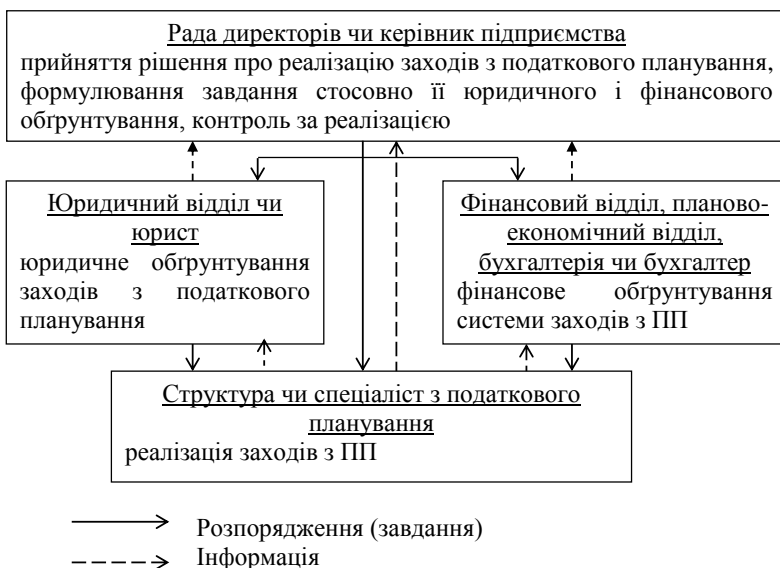 Рада директорів чи керівник підприємства
прийняття рішення про реалізацію заходів з податкового планування,
формулювання завдання стосовно її юридичного і фінансового
обґрунтування, контроль за реалізацією
Юридичний відділ чи
юрист
юридичне обґрунтування
заходів з податкового
планування
Фінансовий відділ, планово-
економічний відділ,
бухгалтерія чи бухгалтер
фінансове обґрунтування
системи заходів з ПП
Структура чи спеціаліст з податкового
планування
реалізація заходів з ПП
Розпорядження (завдання)
Інформація